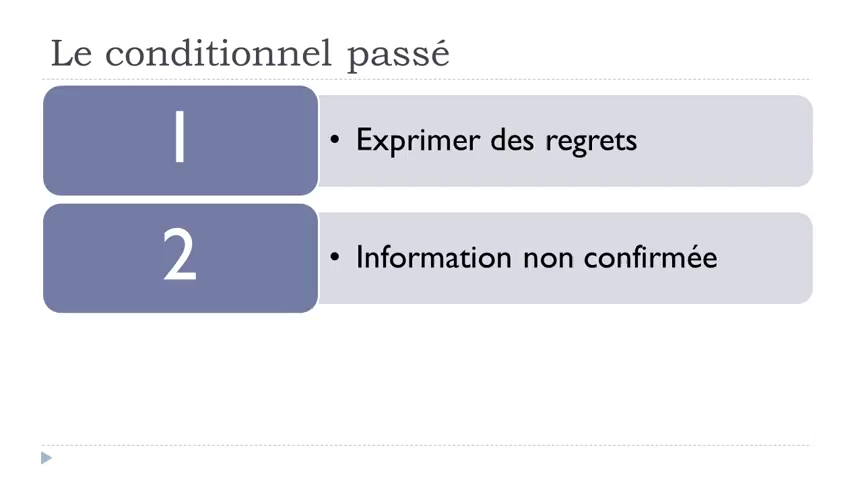 Le conditionnel passé
1
• Exprimer des regrets
2
• Information non confirmée